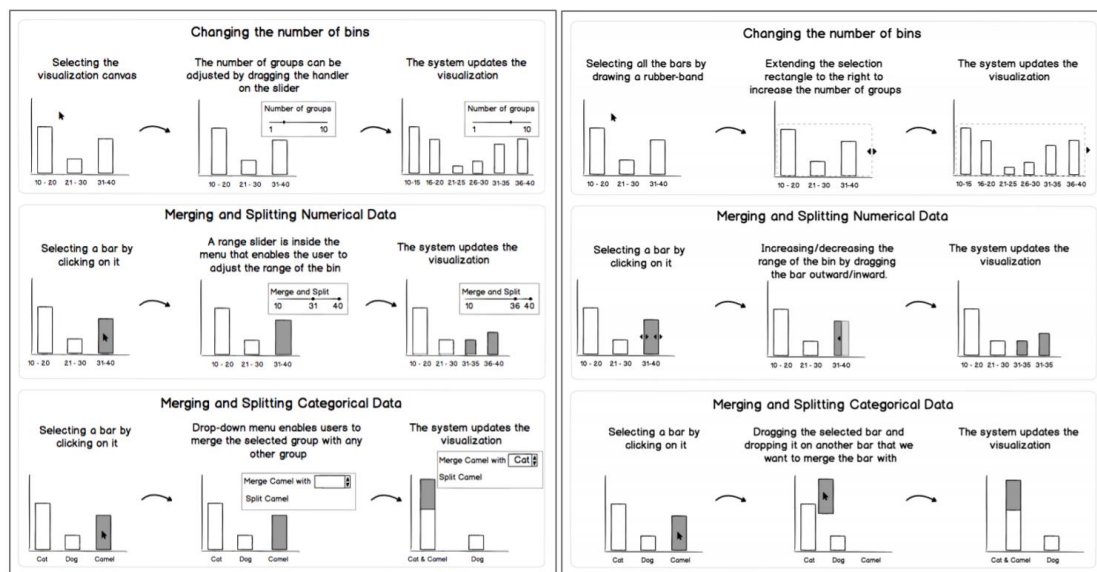 Changing the number of bins
Selecting the
visualization canvas
The number of groups can be
adjusted by dragging the handler
on the slider
The system updates the
visualization
Number of groups
1 10
Number of groups
1 10
10 - 20 21 - 30 31-40
10 - 20 21 - 30 31-40
10-15 16-20 21-25 26-30 31-35 36-40
Merging and Splitting Numerical Data
Selecting a bar by
clicking on it
A range slider is inside the
menu that enables the user to
adjust the range of the bin
The system updates the
visualization
Merge and Split
10 31 40
Merge and Split
10 36 40
10 - 20 21 - 30 31-40
10 - 20 21 - 30 31-40
10 - 20 21 - 30 31-35 36-40
Merging and Splitting Categorical Data
Selecting a bar by
clicking on it
Drop-down menu enables users to
merge the selected group with any
other group
The system updates the
visualization
Merge Camel with
Split Camel
Merge Camel with Cat
Split Camel
Cat Dog Camel
Cat Dog Camel
Cat & Camel Dog
Changing the number of bins
Selecting all the bars by
drawing a rubber-band
Extending the selection
rectangle to the right to
increase the number of groups
The system updates the
visualization
10 - 20 21 - 30 31-40
10 - 20 21 - 30 31-40
10-15 16-20 21-25 26-30 31-35 36-40
Merging and Splitting Numerical Data
Selecting a bar by
clicking on it
Increasing/decreasing the
range of the bin by dragging
the bar outward/inward.
The system updates the
visualization
10 - 20 21 - 30 31-40
10 - 20 21 - 30 31-40
10 - 20 21 - 30 31-35 31-35
Merging and Splitting Categorical Data
Selecting a bar by
clicking on it
Dragging the selected bar and
dropping it on another bar that we
want to merge the bar with
The system updates the
visualization
Cat Dog Camel
Cat Dog Camel
Cat & Camel Dog